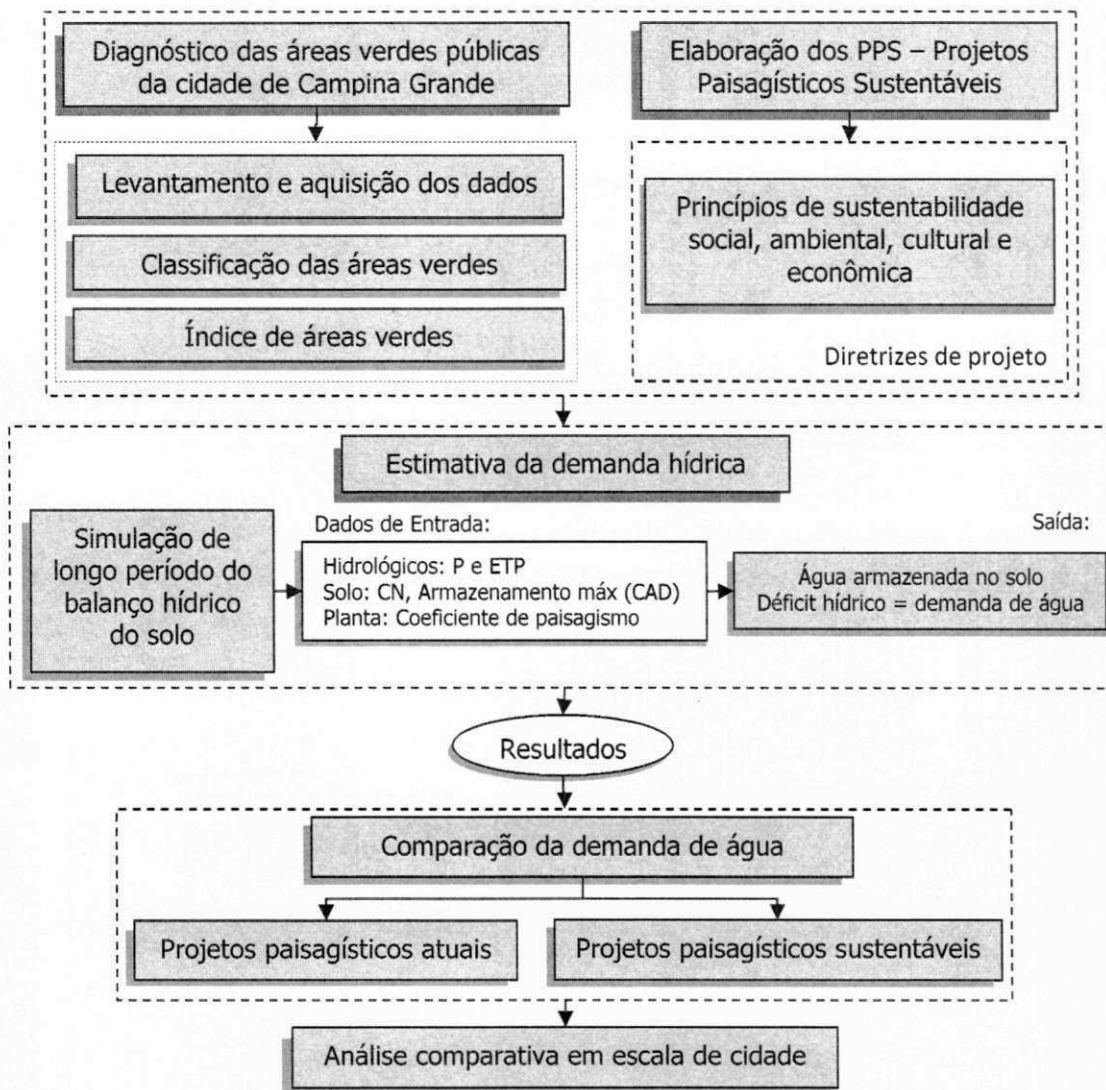 Diagnóstico das áreas verdes públicas
da cidade de Campina Grande
Levantamento e aquisição dos dados
Classificação das áreas verdes
Índice de áreas verdes
Elaboração dos PPS – Projetos
Paisagísticos Sustentáveis
Princípios de sustentabilidade
social, ambiental, cultural e
econômica
Diretrizes de projeto
Estimativa da demanda hídrica
Simulação de
longo período do
balanço hídrico
do solo
Dados de Entrada:
Hidrológicos: P e ETP
Solo: CN, Armazenamento máx (CAD)
Planta: Coeficiente de paisagismo
Saída:
Água armazenada no solo
Déficit hídrico = demanda de água
Resultados
Comparação da demanda de água
Projetos paisagísticos atuais
Projetos paisagísticos sustentáveis
Análise comparativa em escala de cidade